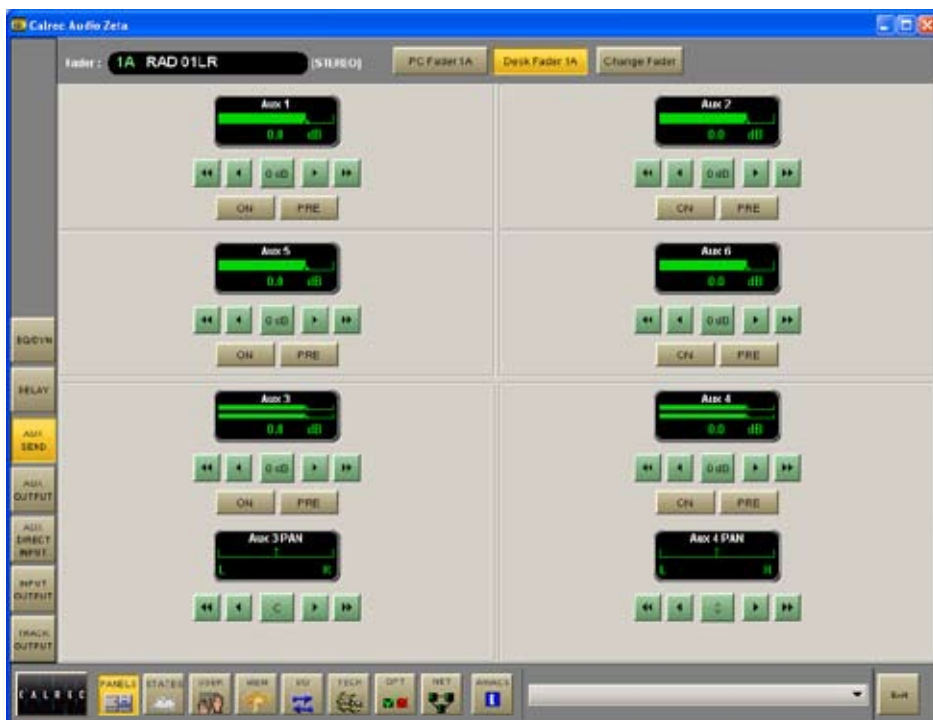 Calrec Audio Zeta
Fader : 1A RAD 01LR [STEREO] PC Fader 1A Desk Fader 1A Change Fader
Aux 1 Aux 2
0.0 dB 0.0 dB
0 dB 0 dB
ON PRE ON PRE
Aux 5 Aux 6
0.0 dB 0.0 dB
0 dB 0 dB
ON PRE ON PRE
Aux 3 Aux 4
0.0 dB 0.0 dB
0 dB 0 dB
ON PRE ON PRE
Aux 3 PAN Aux 4 PAN
L R L R
C C
EQ/DYN
DELAY
AUX
SEND
AUX
OUTPUT
AUX
DIRECT
INPUT
INPUT
OUTPUT
TRACK
OUTPUT
CALREC PANELS STATES USER MEM I/O TECH OPT NET AWACS Exit